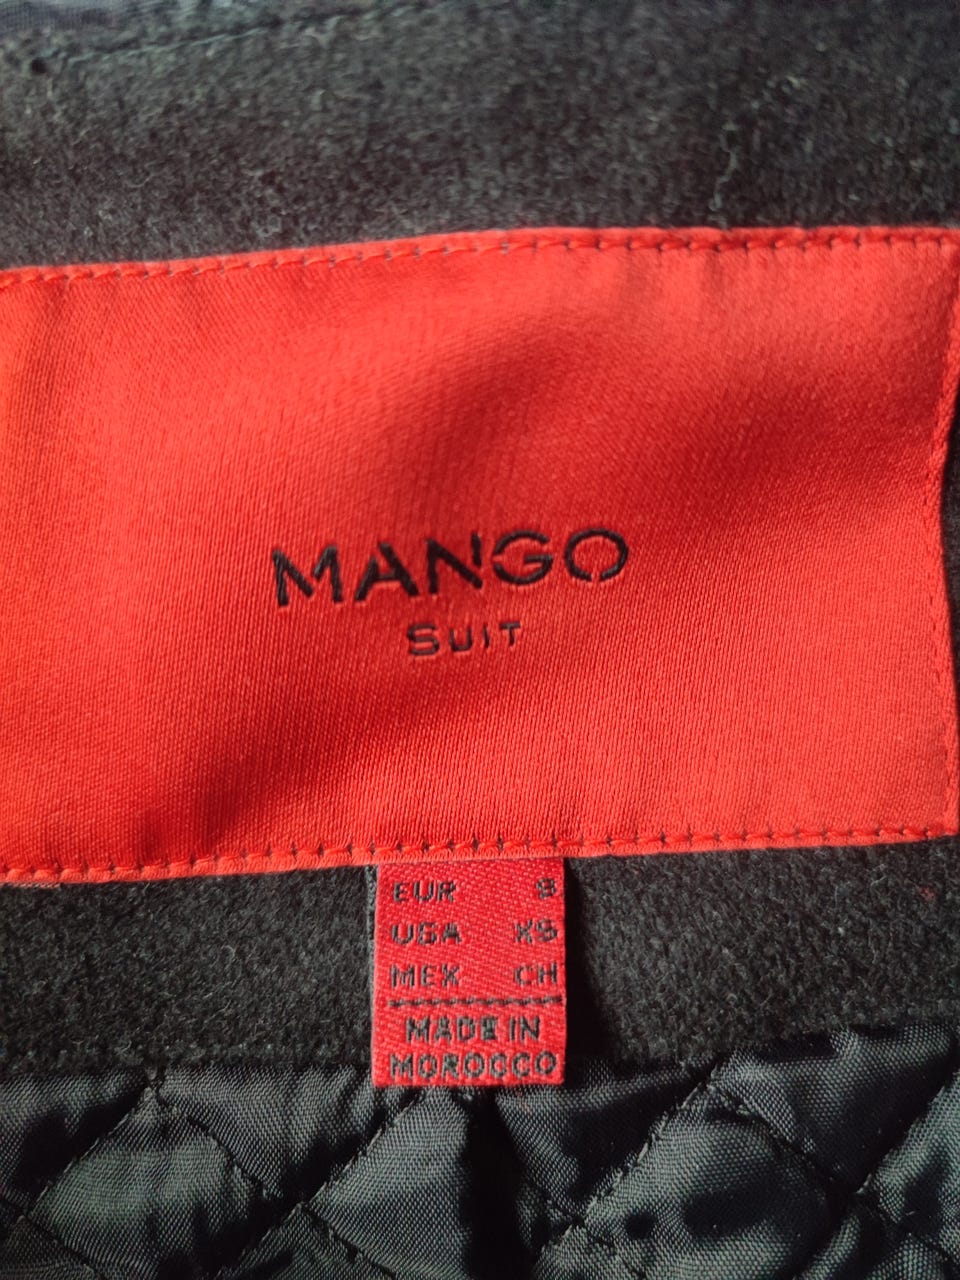 MANGO
SUIT
EUR S
USA XS
MEX CH
MADE IN
MOROCCO